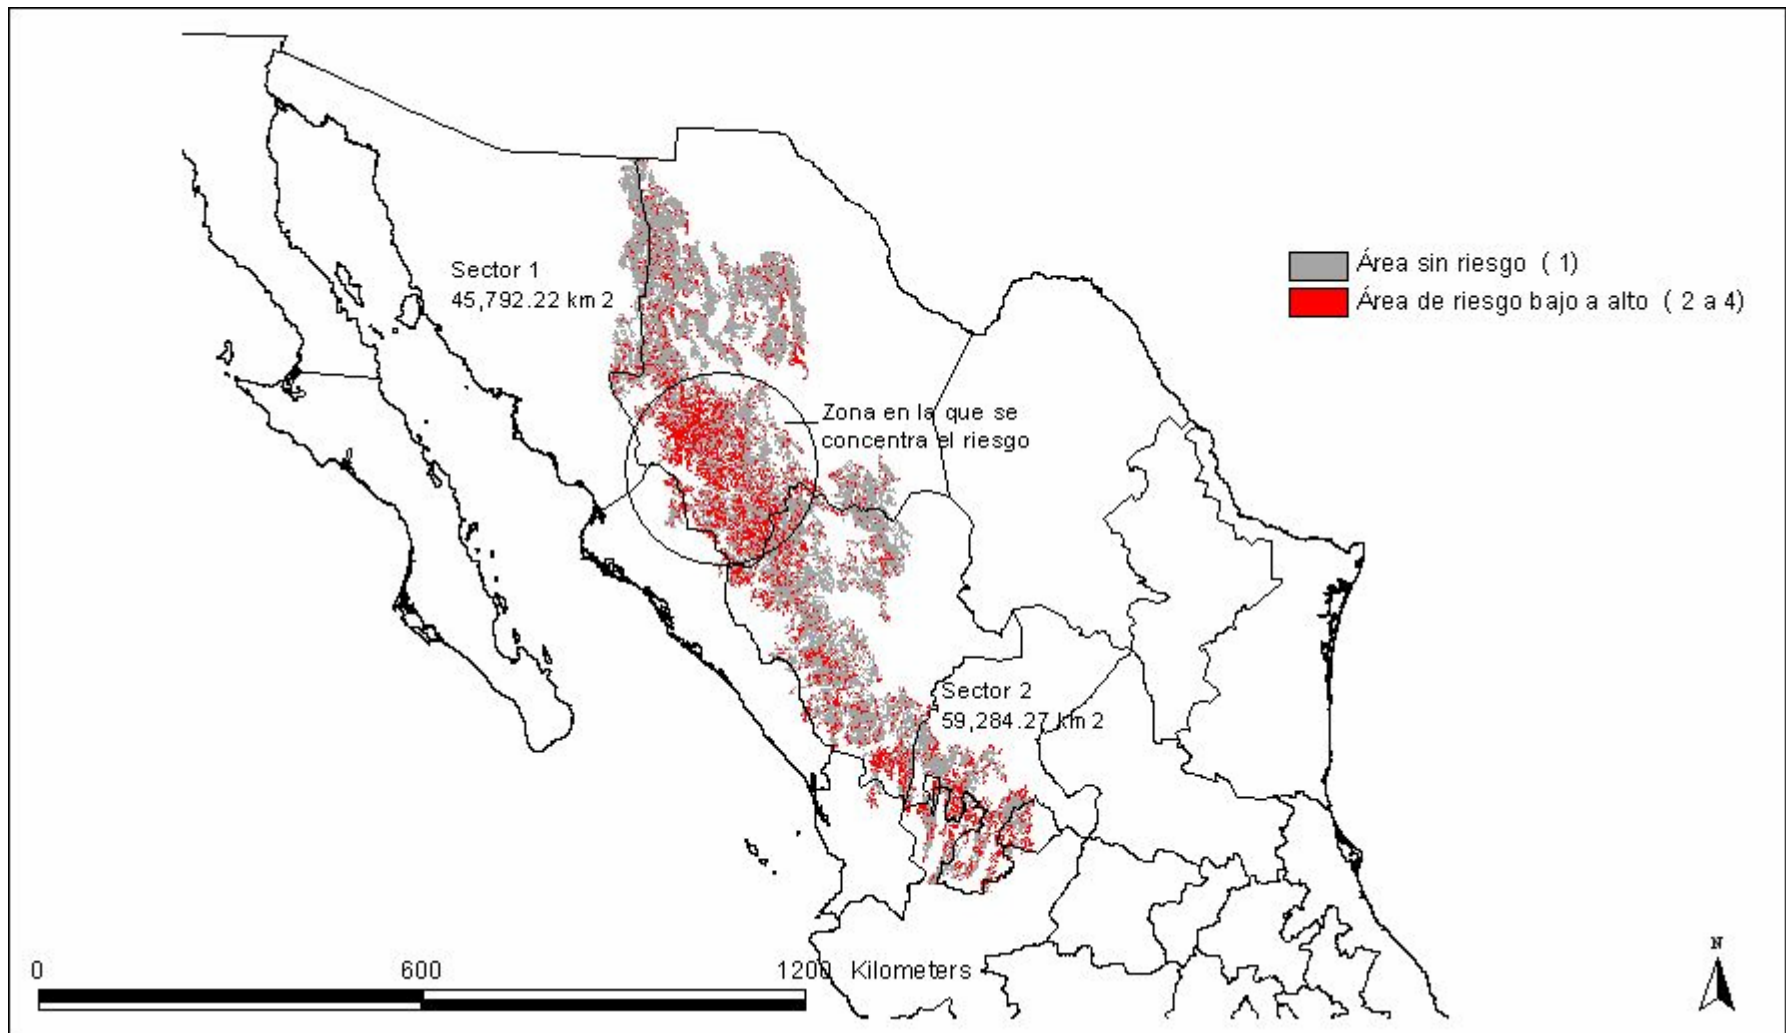 Sector 1
45,792.22 km 2
Área sin riesgo ( 1)
Área de riesgo bajo a alto ( 2 a 4)
Zona en la que se
concentra el riesgo
Sector 2
59,284.27 km 2
0 600 1200 Kilometers
N